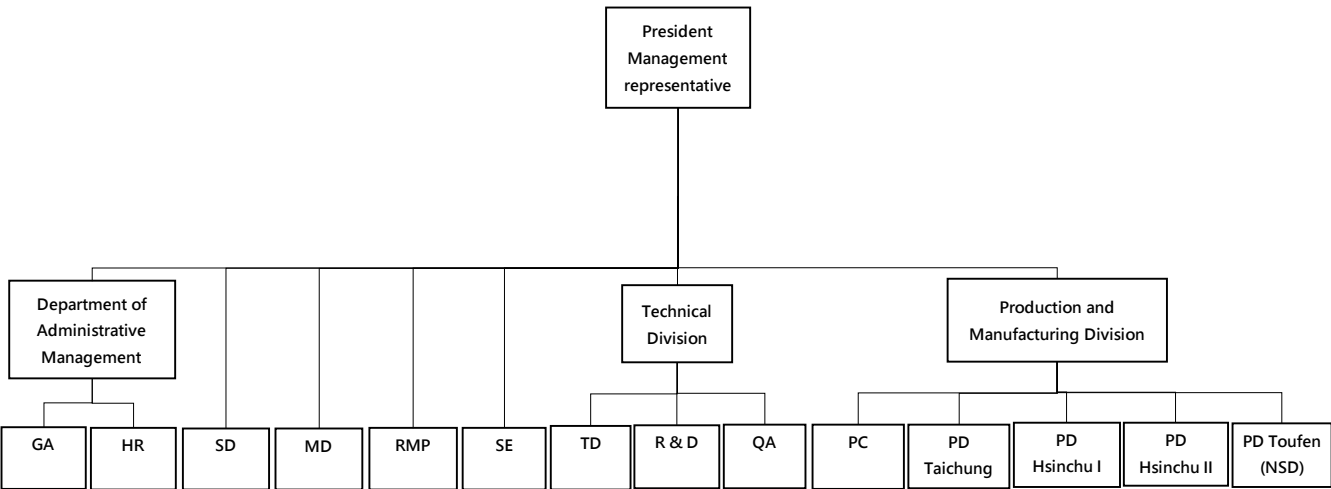 President
Management
representative
Department of
Administrative
Management
Technical
Division
Production and
Manufacturing Division
GA
HR
SD
MD
RMP
SE
TD
R & D
QA
PC
PD
Taichung
PD
Hsinchu I
PD
Hsinchu II
PD Toufen
(NSD)